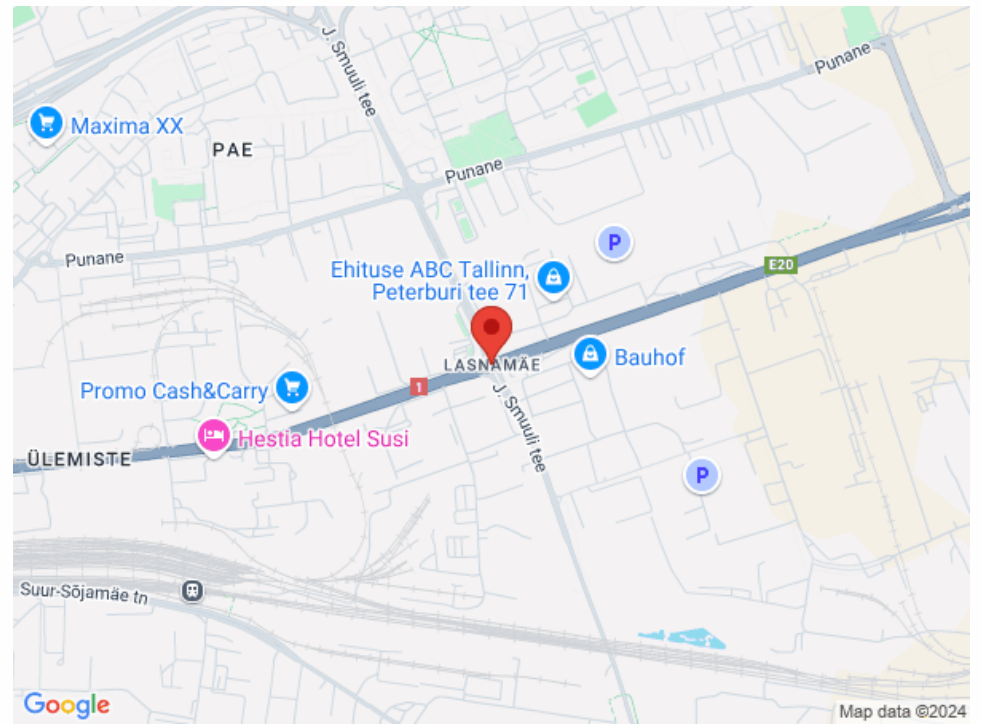 J. Smuuli tee
Punane
Maxima XX
PAE
Punane
Punane
Ehituse ABC Tallinn,
Peterburi tee 71
P
E20
LASNAMÄE
Bauhof
1
Promo Cash&Carry
J. Smuuli tee
Hestia Hotel Susi
ÜLEMISTE
P
Suur-Sõjamäe tn
Google
Map data ©2024